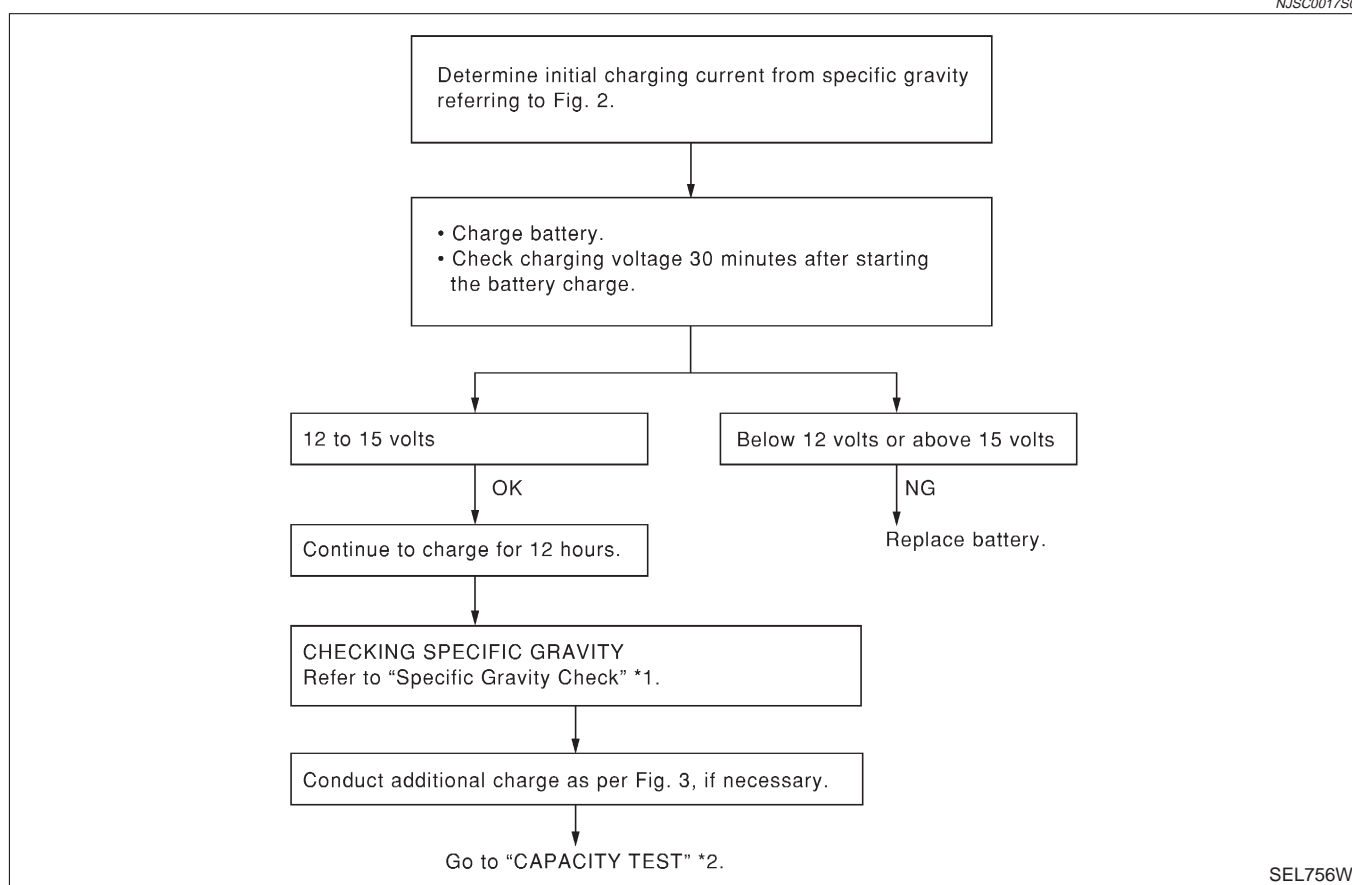 NJSC0017S0
Determine initial charging current from specific gravity
referring to Fig. 2.
• Charge battery.
• Check charging voltage 30 minutes after starting
the battery charge.
12 to 15 volts
Below 12 volts or above 15 volts
OK
NG
Continue to charge for 12 hours.
Replace battery.
CHECKING SPECIFIC GRAVITY
Refer to “Specific Gravity Check” *1.
Conduct additional charge as per Fig. 3, if necessary.
Go to “CAPACITY TEST” *2.
SEL756W